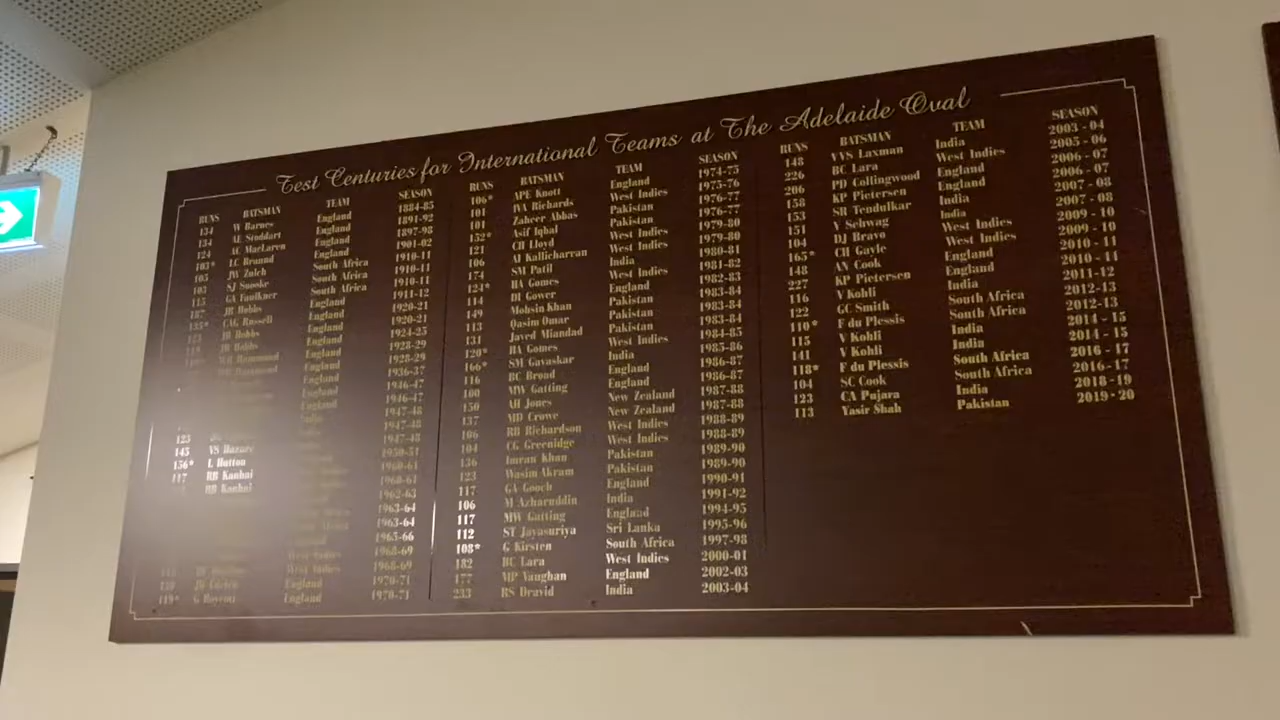 Test Centuries for International Teams at The Adelaide Oval
RUNS BATSMAN TEAM SEASON
134 W Barnes England 1884-85
134 AE Stoddart England 1891-92
124 AC MacLaren England 1897-98
103* LC Braund England 1901-02
105 JW Zulch South Africa 1910-11
103 SJ Snooke South Africa 1910-11
115 GA Faulkner South Africa 1910-11
187 JB Hobbs England 1911-12
135* CAG Russell England 1920-21
123 JB Hobbs England 1920-21
JB Hobbs England 1924-25
WR Hammond England 1928-29
WR Hammond England 1928-29
England 1936-37
England 1946-47
England 1946-47
India 1947-48
1947-48
145 VS Hazare 1947-48
156* L Hutton 1950-51
117 RB Kanhai 1960-61
RB Kanhai 1960-61
1962-63
1963-64
1963-64
1965-66
West Indies 1968-69
West Indies 1968-69
130 JH Edrich England 1970-71
119* G Boycott England 1970-71
RUNS BATSMAN TEAM SEASON
106* APE Knott England 1974-75
101 IVA Richards West Indies 1975-76
101 Zaheer Abbas Pakistan 1976-77
152* Asif Iqbal Pakistan 1976-77
121 CH Lloyd West Indies 1979-80
106 AI Kallicharran West Indies 1979-80
174 SM Patil India 1980-81
124* HA Gomes West Indies 1981-82
114 DI Gower England 1982-83
149 Mohsin Khan Pakistan 1983-84
113 Qasim Omar Pakistan 1983-84
131 Javed Miandad Pakistan 1983-84
120* HA Gomes West Indies 1984-85
166* SM Gavaskar India 1985-86
116 BC Broad England 1986-87
100 MW Gatting England 1986-87
150 AH Jones New Zealand 1987-88
137 MD Crowe New Zealand 1987-88
106 RB Richardson West Indies 1988-89
104 CG Greenidge West Indies 1988-89
136 Imran Khan Pakistan 1989-90
123 Wasim Akram Pakistan 1989-90
117 GA Gooch England 1990-91
106 M Azharuddin India 1991-92
117 MW Gatting England 1994-95
112 ST Jayasuriya Sri Lanka 1995-96
108* G Kirsten South Africa 1997-98
182 BC Lara West Indies 2000-01
177 MP Vaughan England 2002-03
233 RS Dravid India 2003-04
RUNS BATSMAN TEAM SEASON
148 VVS Laxman India 2003-04
226 BC Lara West Indies 2005-06
206 PD Collingwood England 2006-07
158 KP Pietersen England 2006-07
153 SR Tendulkar India 2007-08
151 V Sehwag India 2007-08
104 DJ Bravo West Indies 2009-10
165* CH Gayle West Indies 2009-10
148 AN Cook England 2010-11
227 KP Pietersen England 2010-11
116 V Kohli India 2011-12
122 GC Smith South Africa 2012-13
110* F du Plessis South Africa 2012-13
115 V Kohli India 2014-15
141 V Kohli India 2014-15
118* F du Plessis South Africa 2016-17
104 SC Cook South Africa 2016-17
123 CA Pujara India 2018-19
113 Yasir Shah Pakistan 2019-20